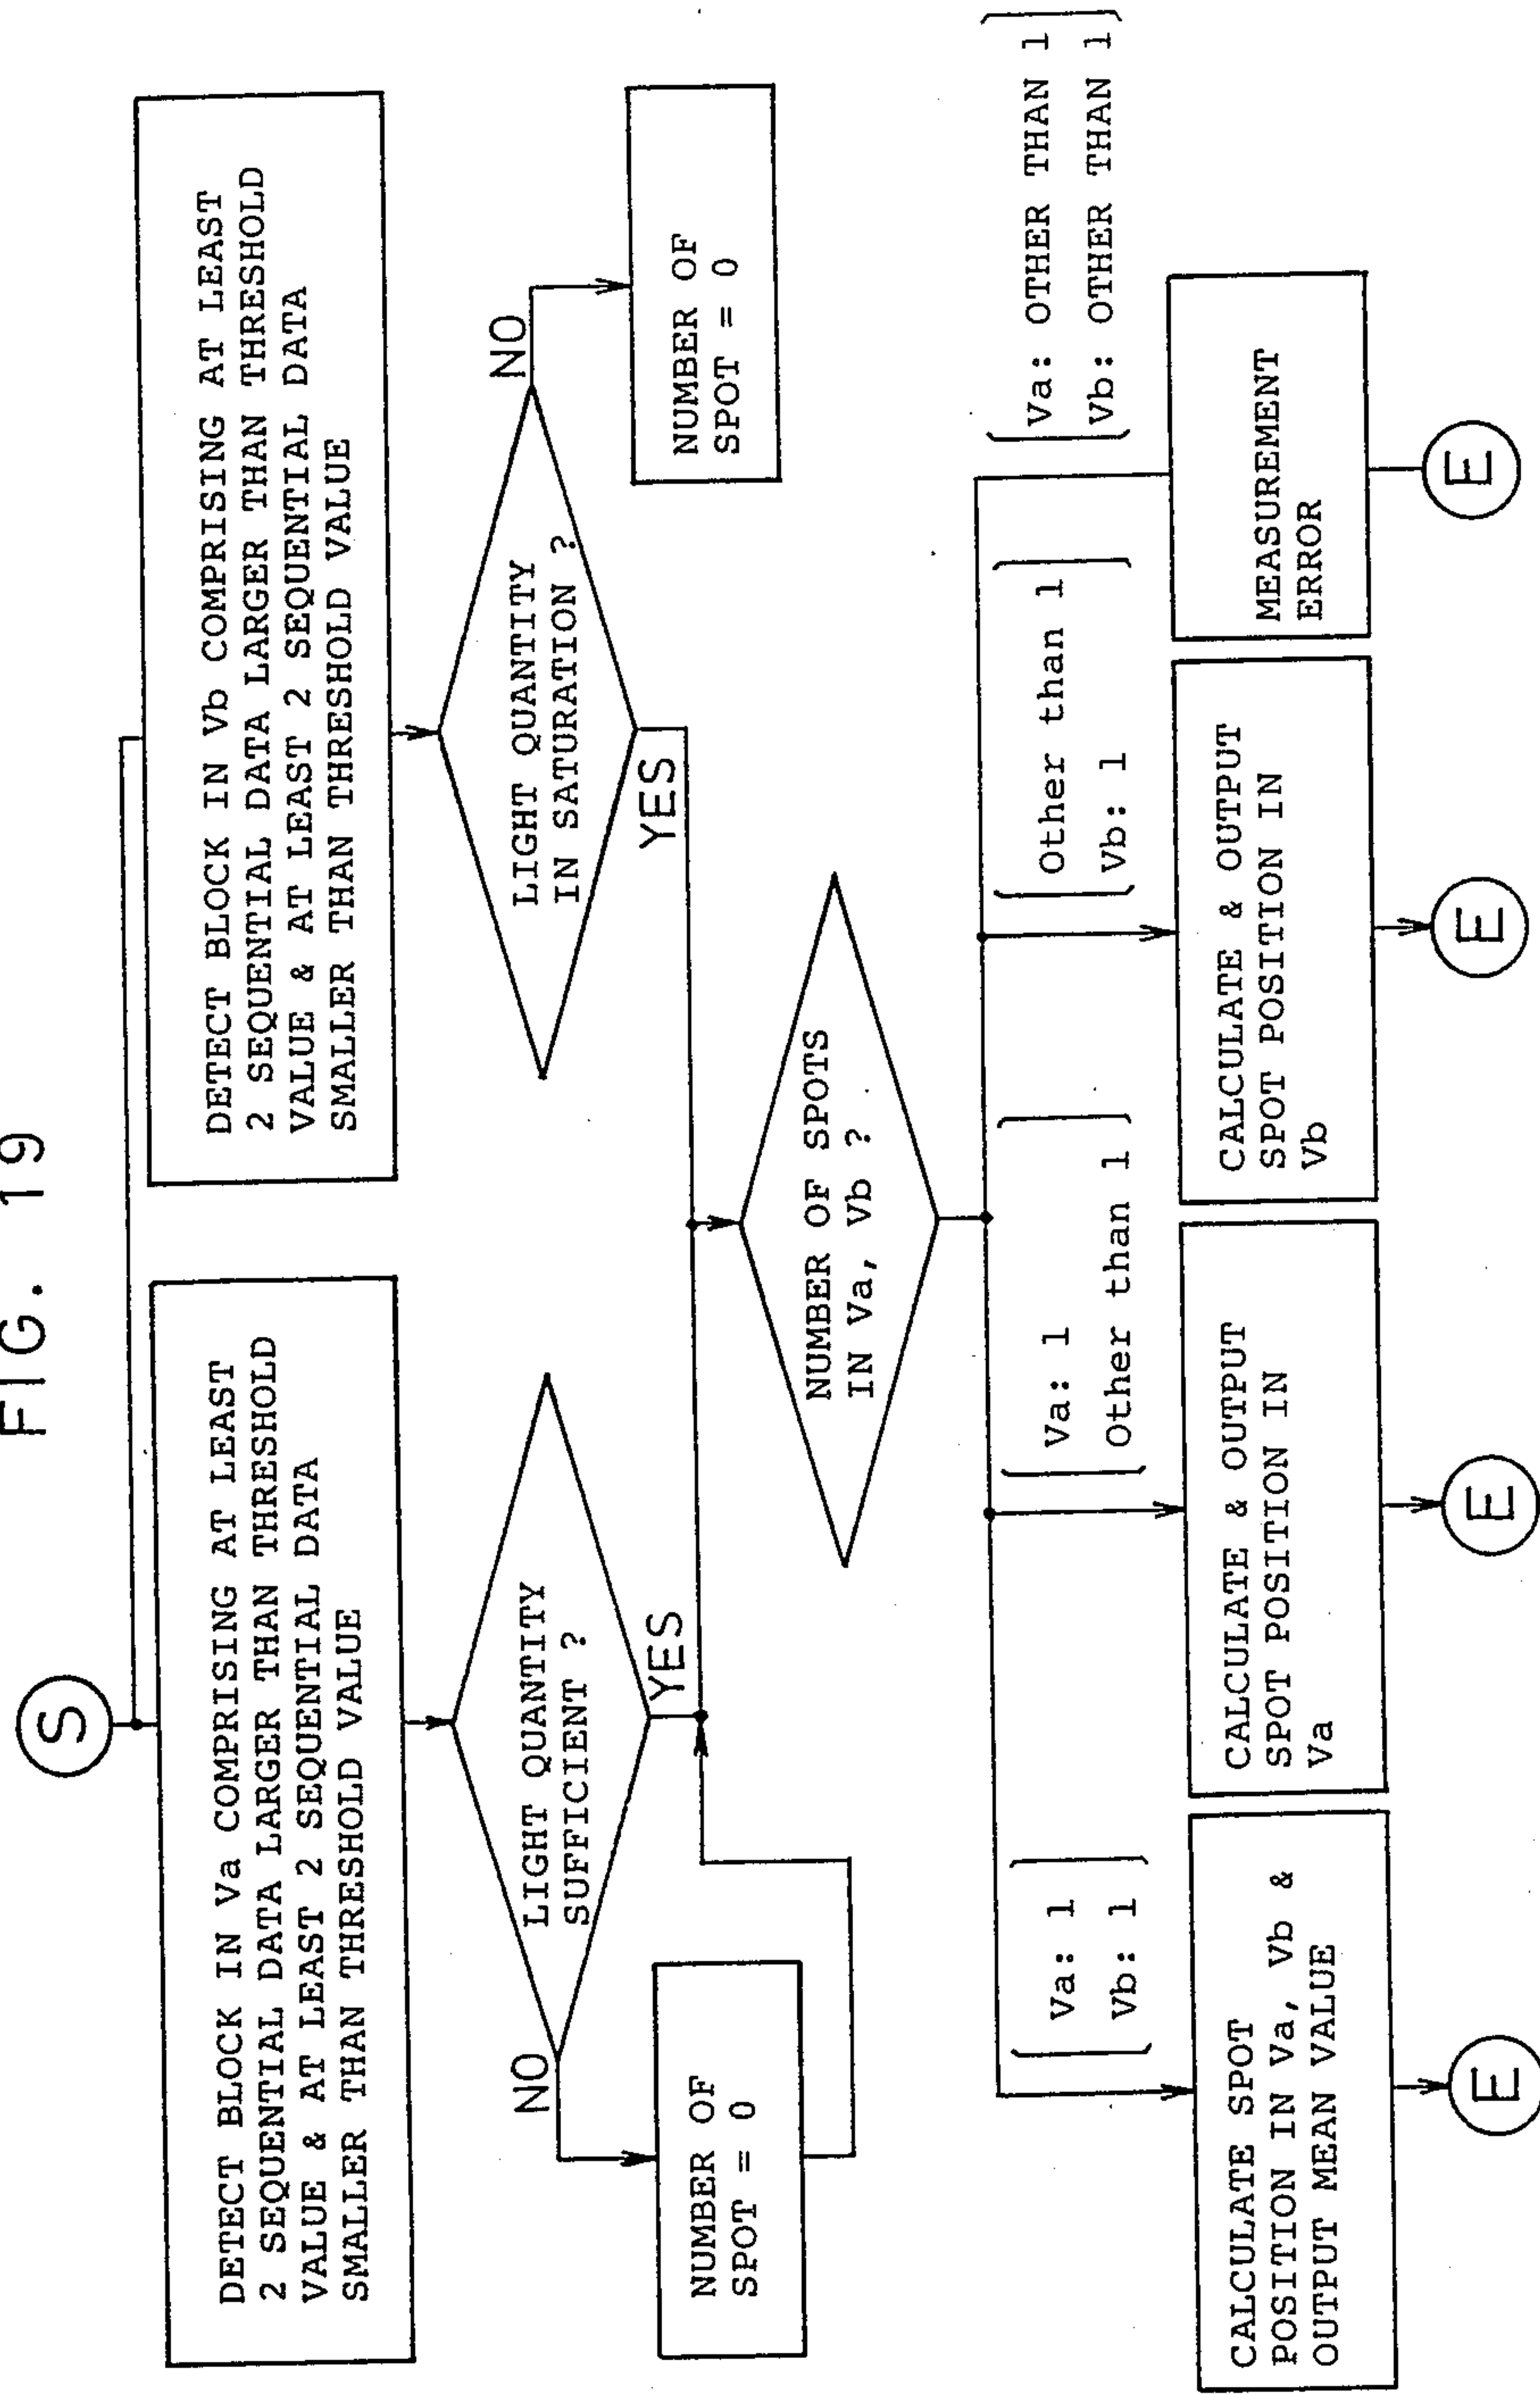 FIG. 19
S
DETECT BLOCK IN Va COMPRISING AT LEAST
2 SEQUENTIAL DATA LARGER THAN THRESHOLD
VALUE & AT LEAST 2 SEQUENTIAL DATA
SMALLER THAN THRESHOLD VALUE
DETECT BLOCK IN Vb COMPRISING AT LEAST
2 SEQUENTIAL DATA LARGER THAN THRESHOLD
VALUE & AT LEAST 2 SEQUENTIAL DATA
SMALLER THAN THRESHOLD VALUE
LIGHT QUANTITY
SUFFICIENT ?
NO
YES
LIGHT QUANTITY
IN SATURATION ?
NO
YES
NUMBER OF
SPOT = 0
NUMBER OF
SPOT = 0
NUMBER OF SPOTS
IN Va, Vb ?
Va: 1
Vb: 1
Va: 1
Other than 1
Other than 1
Vb: 1
Va: OTHER THAN 1
Vb: OTHER THAN 1
CALCULATE SPOT
POSITION IN Va, Vb &
OUTPUT MEAN VALUE
CALCULATE & OUTPUT
SPOT POSITION IN
Va
CALCULATE & OUTPUT
SPOT POSITION IN
Vb
MEASUREMENT
ERROR
E
E
E
E